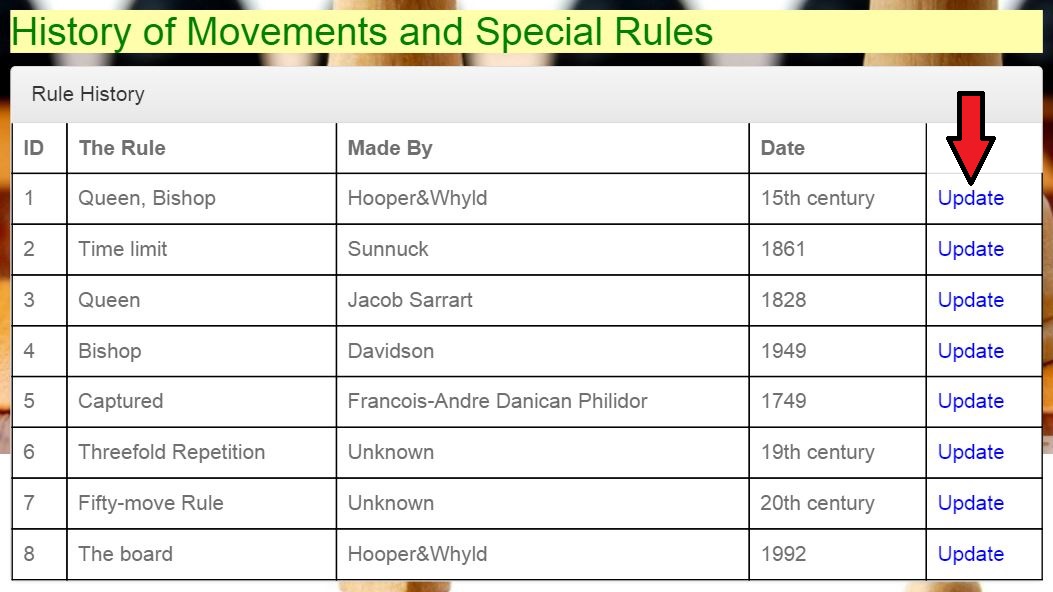 History of Movements and Special Rules
Rule History
ID The Rule Made By Date
1 Queen, Bishop Hooper&Whyld 15th century Update
2 Time limit Sunnuck 1861 Update
3 Queen Jacob Sarrart 1828 Update
4 Bishop Davidson 1949 Update
5 Captured Francois-Andre Danican Philidor 1749 Update
6 Threefold Repetition Unknown 19th century Update
7 Fifty-move Rule Unknown 20th century Update
8 The board Hooper&Whyld 1992 Update